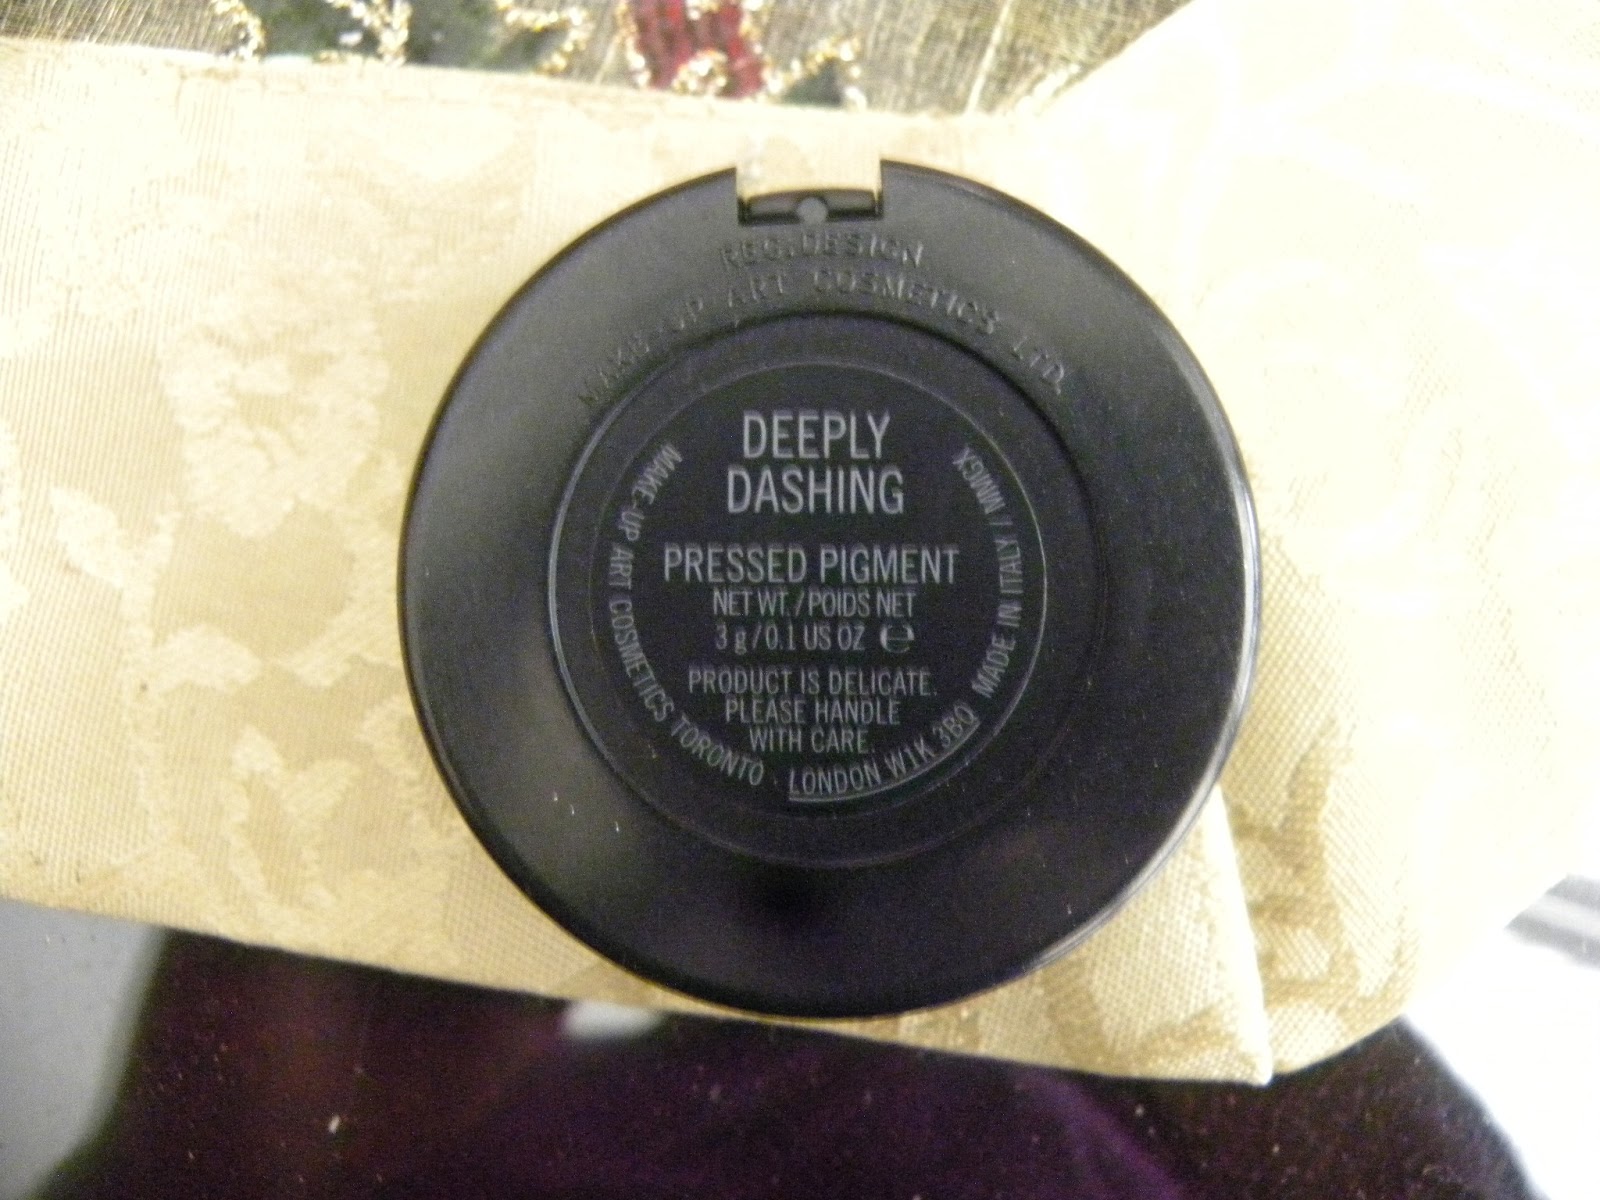 REG.DESIGN
MAKE-UP ART COSMETICS LTD.
DEEPLY
DASHING
PRESSED PIGMENT
NET WT./POIDS NET
3 g/0.1 US OZ ℮
PRODUCT IS DELICATE.
PLEASE HANDLE
WITH CARE.
MAKE-UP ART COSMETICS TORONTO · LONDON W1K 3BQ MADE IN ITALY / MMGX